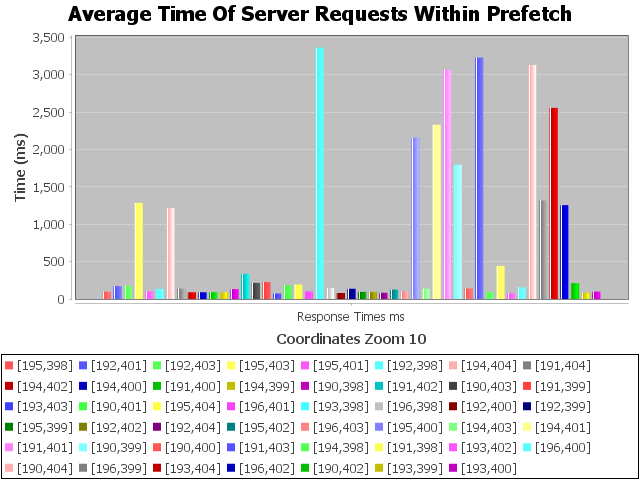 Average Time Of Server Requests Within Prefetch
3,500
3,000
2,500
2,000
1,500
1,000
500
0
Time (ms)
Response Times ms
Coordinates Zoom 10
[195,398] [192,401] [192,403] [195,403] [195,401] [192,398] [194,404] [191,404]
[194,402] [194,400] [191,400] [194,399] [190,398] [191,402] [190,403] [191,399]
[193,403] [190,401] [195,404] [196,401] [193,398] [196,398] [192,400] [192,399]
[195,399] [192,402] [192,404] [195,402] [196,403] [195,400] [194,403] [194,401]
[191,401] [190,399] [190,400] [191,403] [194,398] [191,398] [193,402] [196,400]
[190,404] [196,399] [193,404] [196,402] [190,402] [193,399] [193,400]